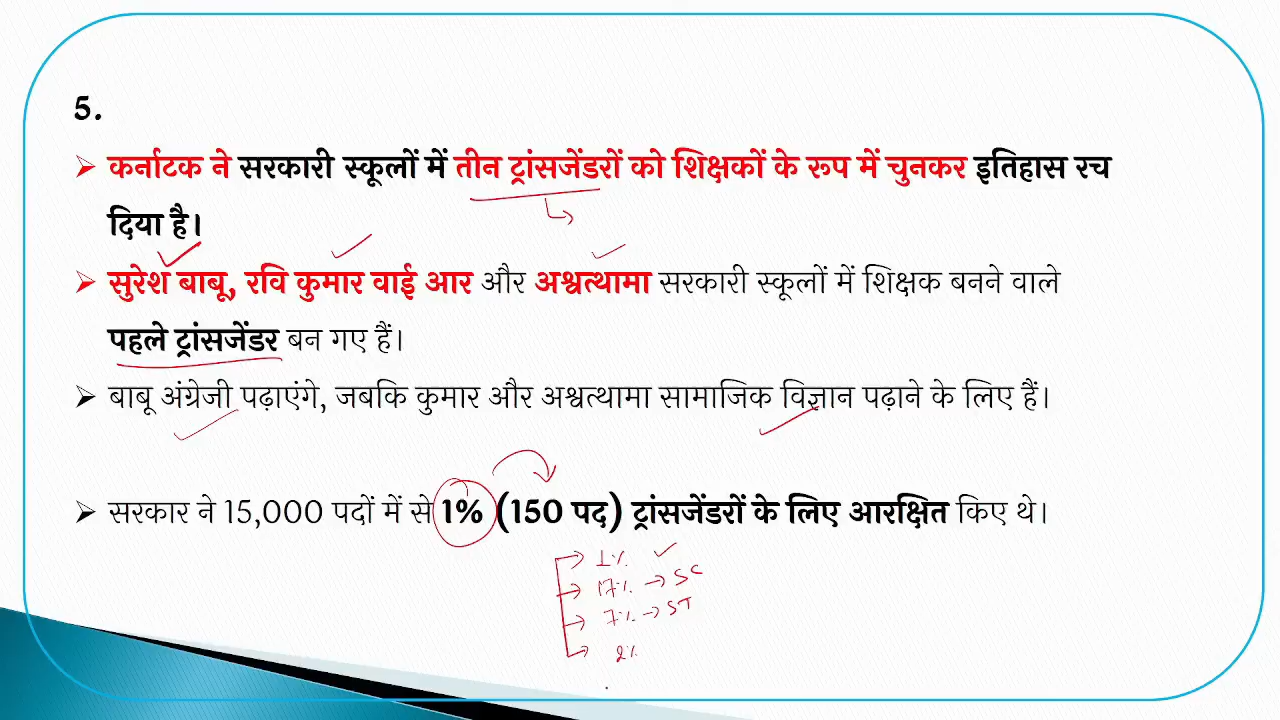 5.
कर्नाटक ने सरकारी स्कूलों में तीन ट्रांसजेंडरों को शिक्षकों के रूप में चुनकर इतिहास रच
दिया है।
सुरेश बाबू, रवि कुमार वाई आर और अश्वत्थामा सरकारी स्कूलों में शिक्षक बनने वाले
पहले ट्रांसजेंडर बन गए हैं।
बाबू अंग्रेजी पढ़ाएंगे, जबकि कुमार और अश्वत्थामा सामाजिक विज्ञान पढ़ाने के लिए हैं।
सरकार ने 15,000 पदों में से 1% (150 पद) ट्रांसजेंडरों के लिए आरक्षित किए थे।
1%
17% → SC
7% → ST
2%